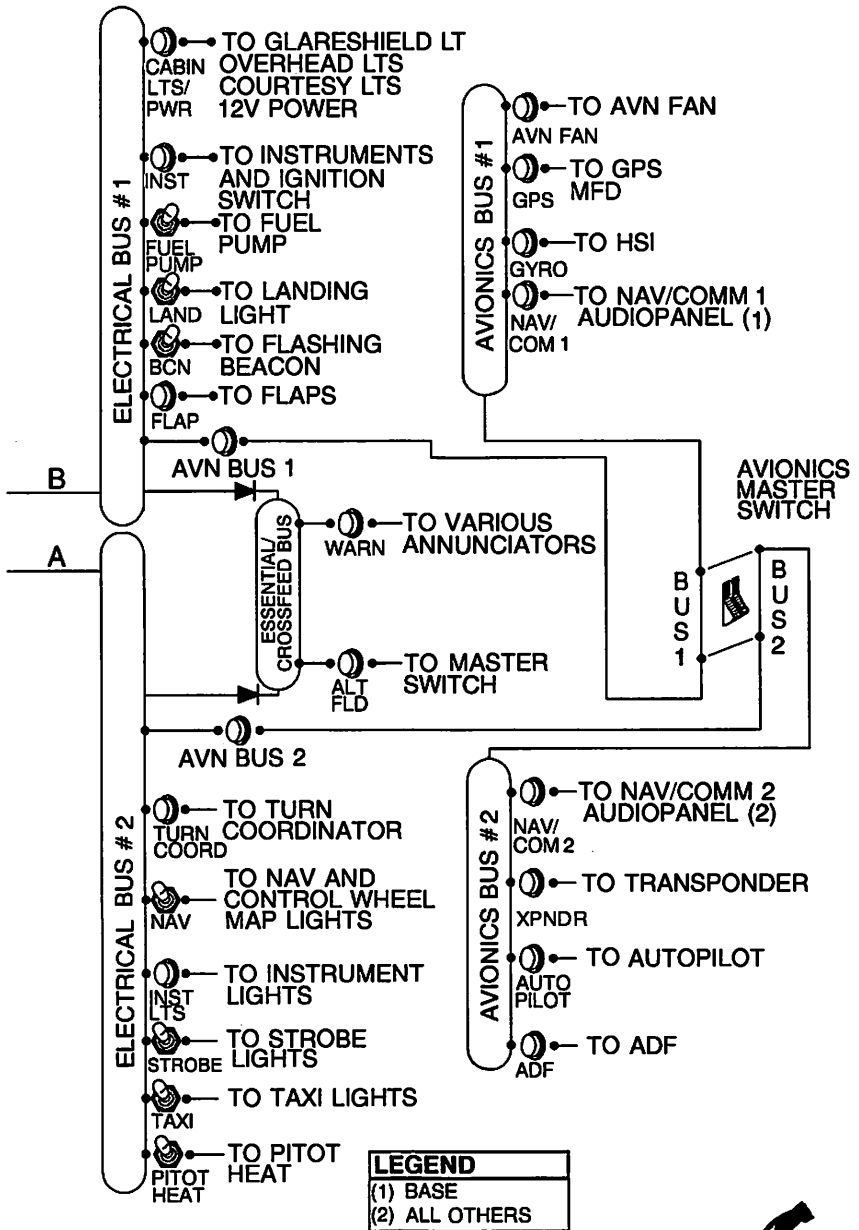 TO GLARESHIELD LT
OVERHEAD LTS
COURTESY LTS
12V POWER
CABIN
LTS/
PWR
TO INSTRUMENTS
AND IGNITION
SWITCH
INST
TO FUEL
PUMP
FUEL
PUMP
TO LANDING
LIGHT
LAND
TO FLASHING
BEACON
BCN
TO FLAPS
FLAP
ELECTRICAL BUS #1
AVN BUS 1
B
A
TO AVN FAN
AVN FAN
TO GPS
MFD
GPS
TO HSI
GYRO
TO NAV/COMM 1
AUDIOPANEL (1)
NAV/
COM 1
AVIONICS BUS #1
AVIONICS
MASTER
SWITCH
BUS 1
BUS 2
ESSENTIAL/
CROSSFEED BUS
WARN
TO VARIOUS
ANNUNCIATORS
TO MASTER
SWITCH
ALT
FLD
AVN BUS 2
ELECTRICAL BUS #2
TO TURN
COORDINATOR
TURN
COORD
TO NAV AND
CONTROL WHEEL
MAP LIGHTS
NAV
TO INSTRUMENT
LIGHTS
INST
LTS
TO STROBE
LIGHTS
STROBE
TO TAXI LIGHTS
TAXI
TO PITOT
HEAT
PITOT
HEAT
AVIONICS BUS #2
TO NAV/COMM 2
AUDIOPANEL (2)
NAV/
COM 2
TO TRANSPONDER
XPNDR
TO AUTOPILOT
AUTO
PILOT
TO ADF
ADF
LEGEND
(1) BASE
(2) ALL OTHERS